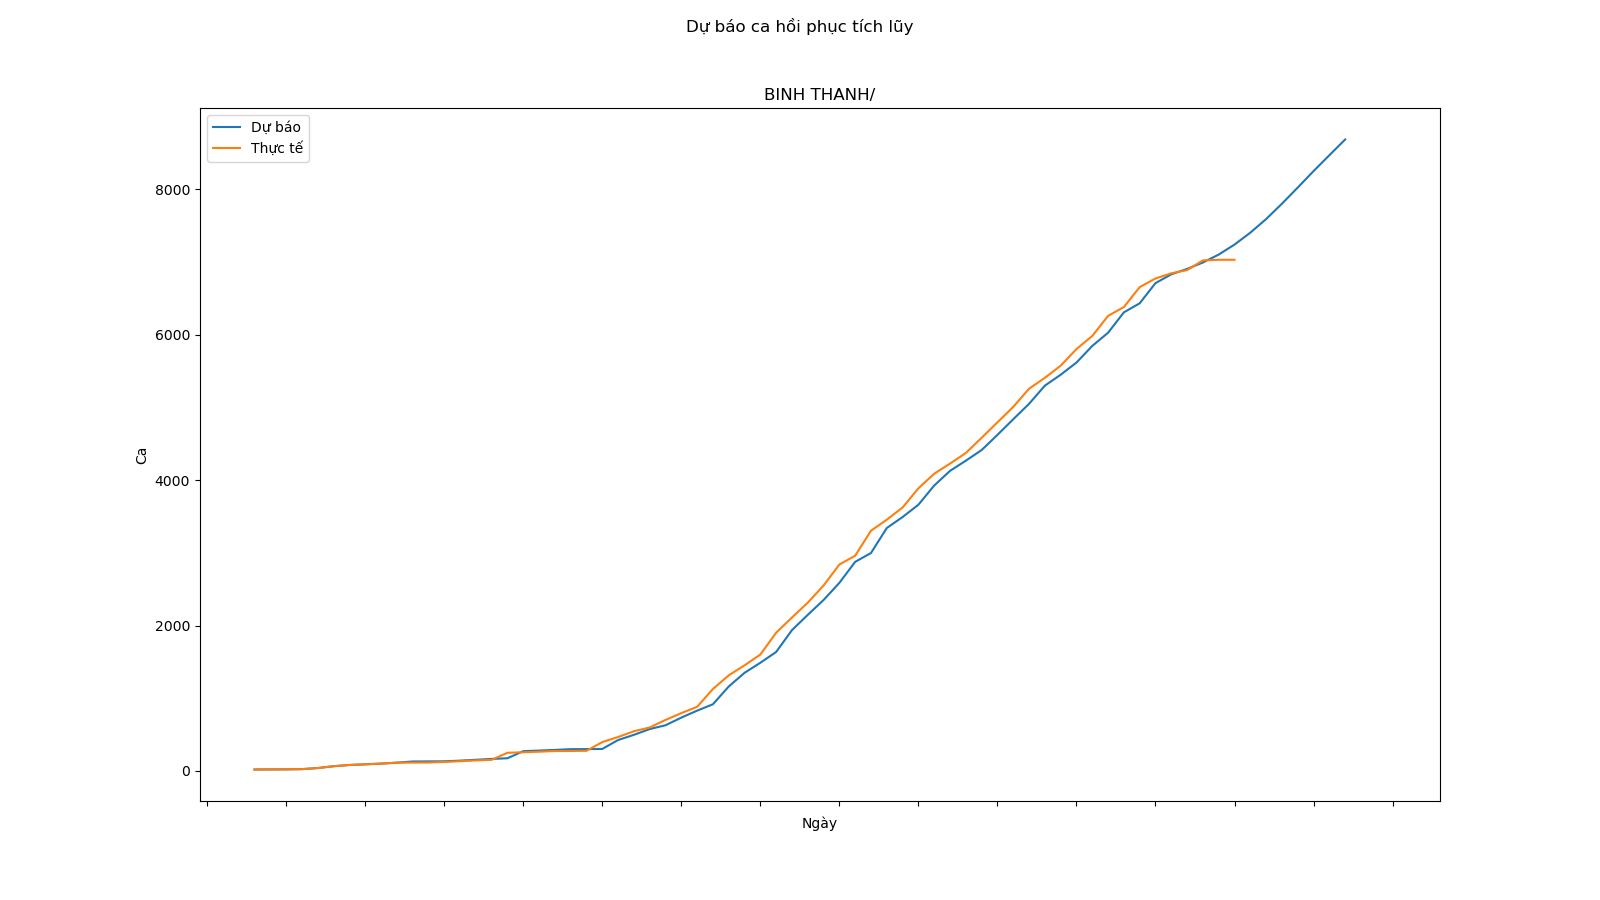 Dự báo ca hồi phục tích lũy
BINH THANH/
Dự báo
Thực tế
8000
6000
4000
2000
0
Ca
Ngày